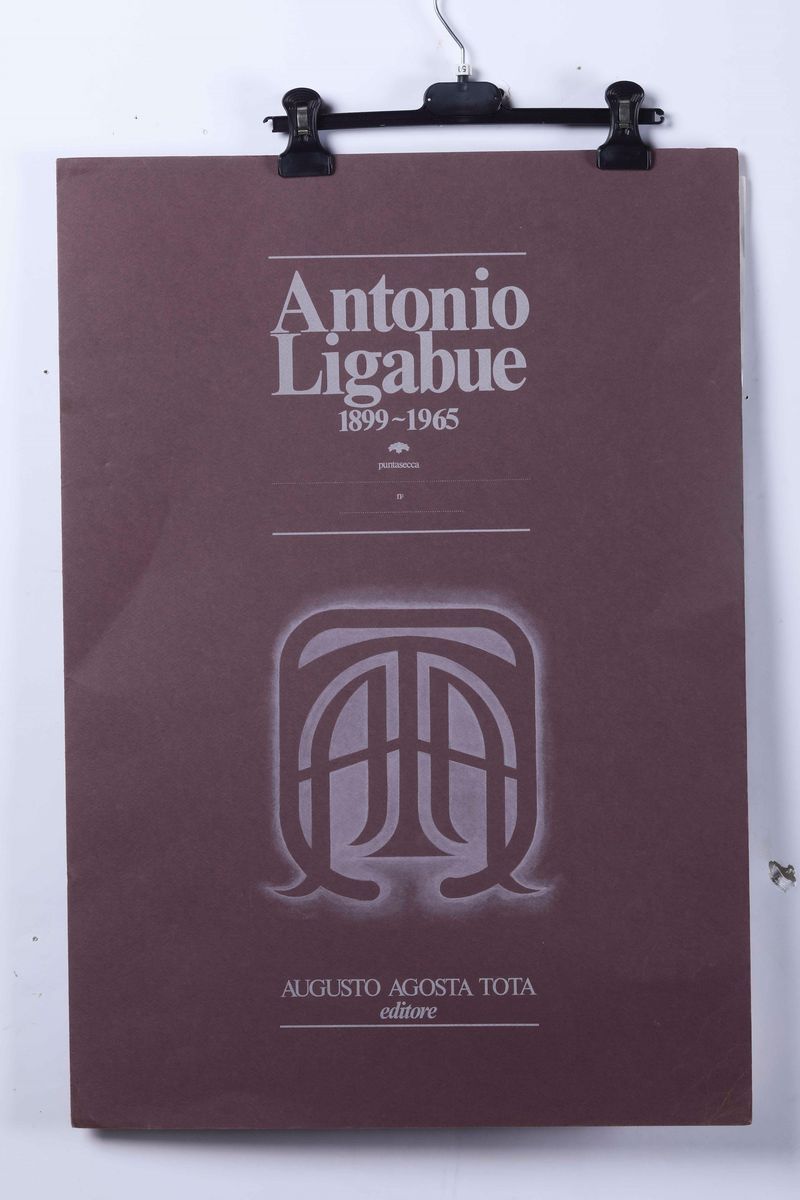 Antonio
Ligabue
1899~1965
puntasecca
n°
AUGUSTO AGOSTA TOTA
editore